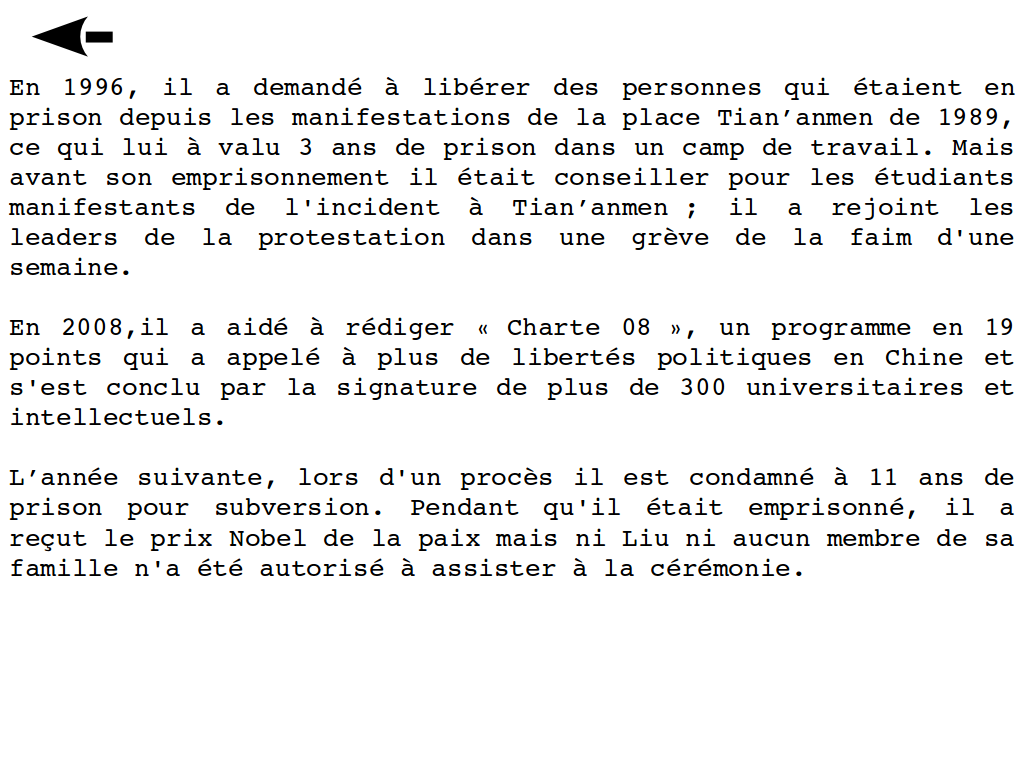 En 1996, il a demandé à libérer des personnes qui étaient en
prison depuis les manifestations de la place Tian’anmen de 1989,
ce qui lui à valu 3 ans de prison dans un camp de travail. Mais
avant son emprisonnement il était conseiller pour les étudiants
manifestants de l'incident à Tian’anmen ; il a rejoint les
leaders de la protestation dans une grève de la faim d'une
semaine.
En 2008,il a aidé à rédiger « Charte 08 », un programme en 19
points qui a appelé à plus de libertés politiques en Chine et
s'est conclu par la signature de plus de 300 universitaires et
intellectuels.
L’année suivante, lors d'un procès il est condamné à 11 ans de
prison pour subversion. Pendant qu'il était emprisonné, il a
reçut le prix Nobel de la paix mais ni Liu ni aucun membre de sa
famille n'a été autorisé à assister à la cérémonie.